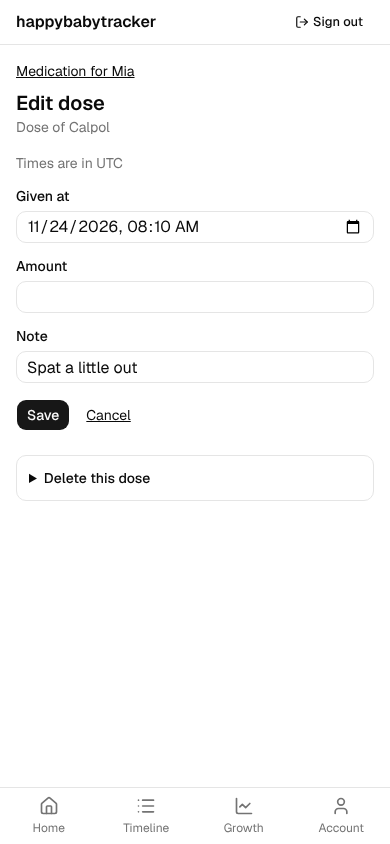 happybabytracker
Sign out
Medication for Mia
Edit dose
Dose of Calpol
Times are in UTC
Given at
11/24/2026, 08:10 AM
Amount
Note
Spat a little out
Save
Cancel
Delete this dose
Home
Timeline
Growth
Account